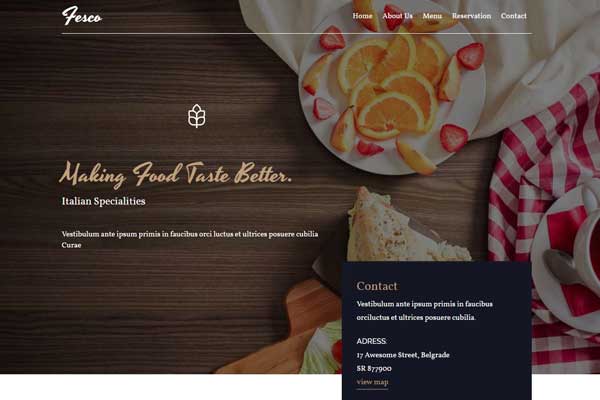 Fesco
Home About Us Menu Reservation Contact
Making Food Taste Better.
Italian Specialities
Vestibulum ante ipsum primis in faucibus orci luctus et ultrices posuere cubilia
Curae
Contact
Vestibulum ante ipsum primis in faucibus
orciluctus et ultrices posuere cubilia.
ADRESS:
17 Awesome Street, Belgrade
SR 877900
view map